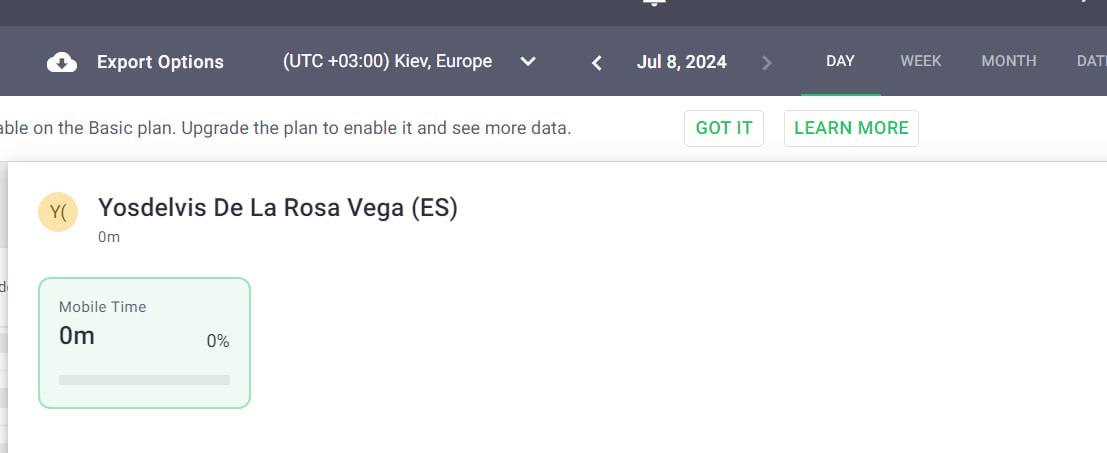 Export Options
(UTC +03:00) Kiev, Europe
Jul 8, 2024
DAY
WEEK
MONTH
on the Basic plan. Upgrade the plan to enable it and see more data.
GOT IT
LEARN MORE
Y(
Yosdelvis De La Rosa Vega (ES)
0m
Mobile Time
0m
0%